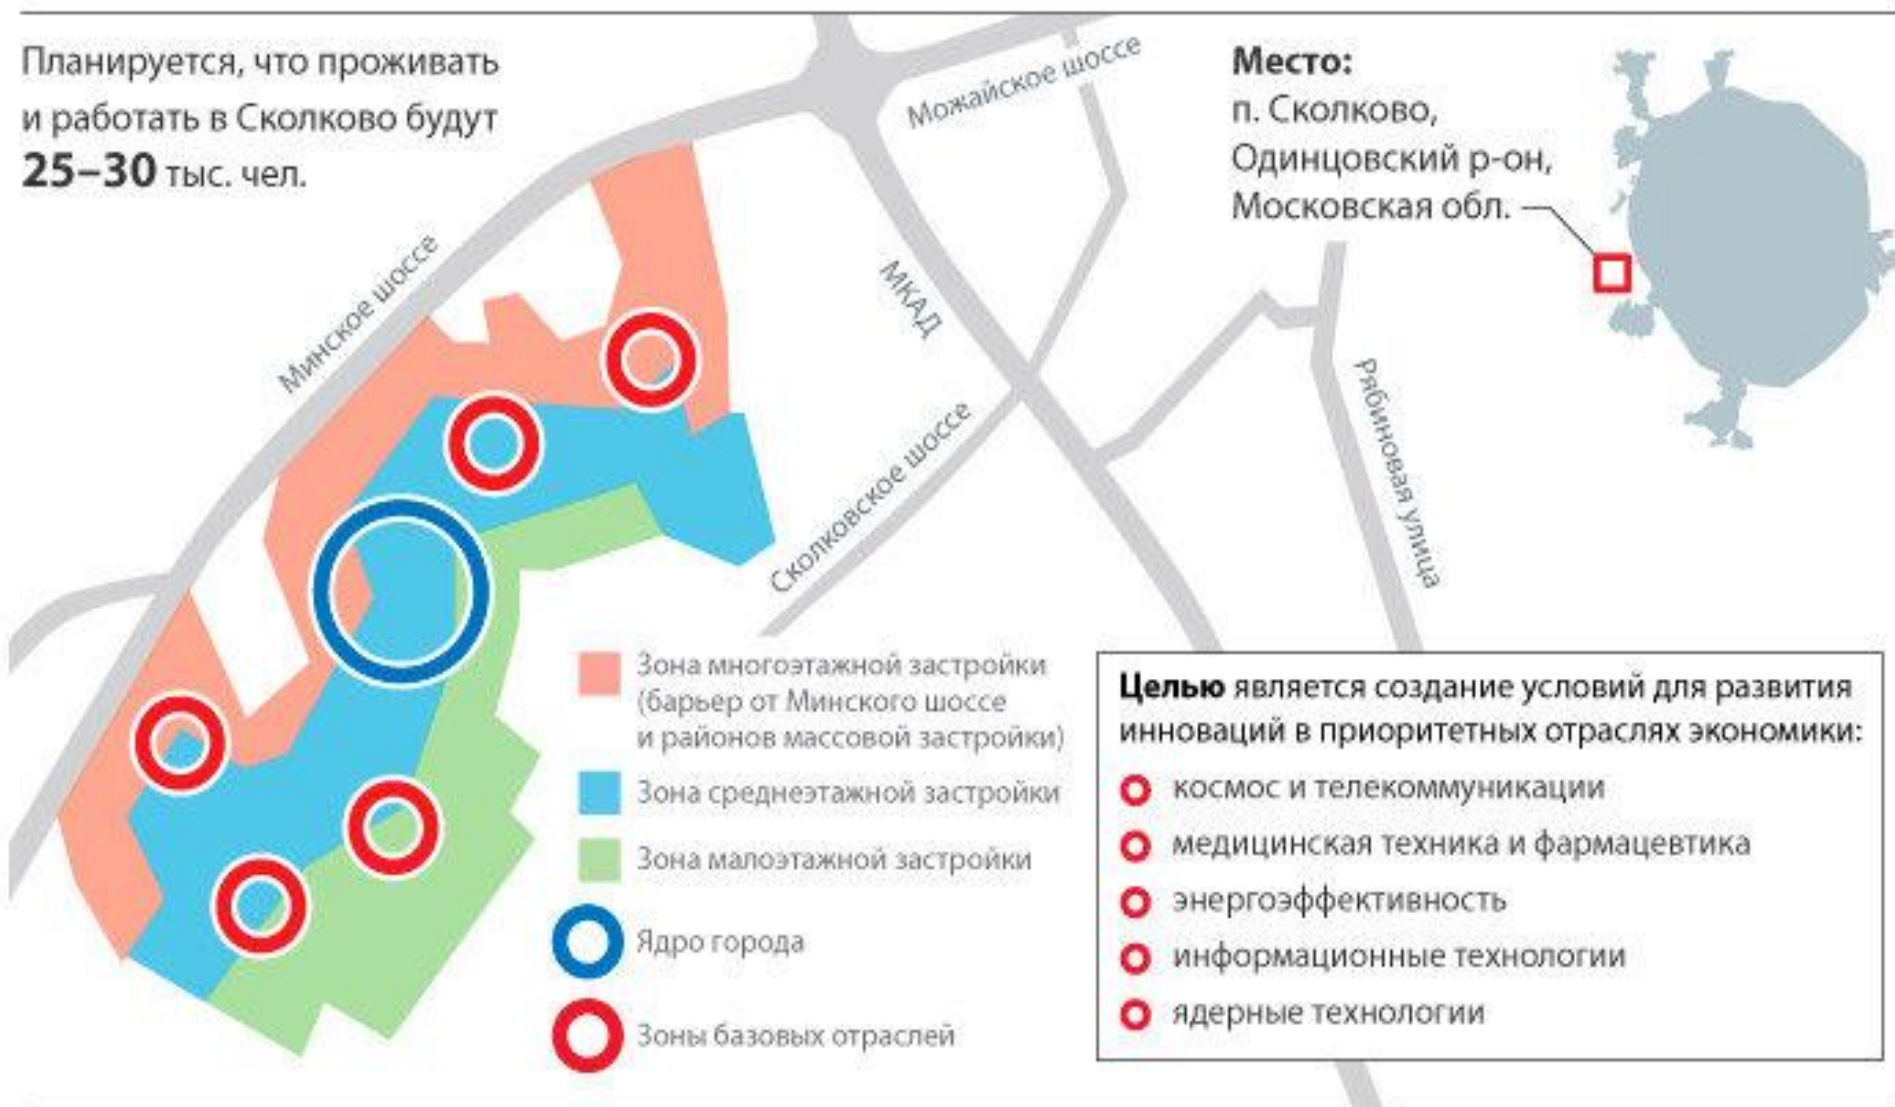 Планируется, что проживать
и работать в Сколково будут
25–30 тыс. чел.
Минское шоссе
Можайское шоссе
МКАД
Сколковское шоссе
Рябиновая улица
Место:
п. Сколково,
Одинцовский р-он,
Московская обл.
Зона многоэтажной застройки
(барьер от Минского шоссе
и районов массовой застройки)
Зона среднеэтажной застройки
Зона малоэтажной застройки
Ядро города
Зоны базовых отраслей
Целью является создание условий для развития
инноваций в приоритетных отраслях экономики:
космос и телекоммуникации
медицинская техника и фармацевтика
энергоэффективность
информационные технологии
ядерные технологии